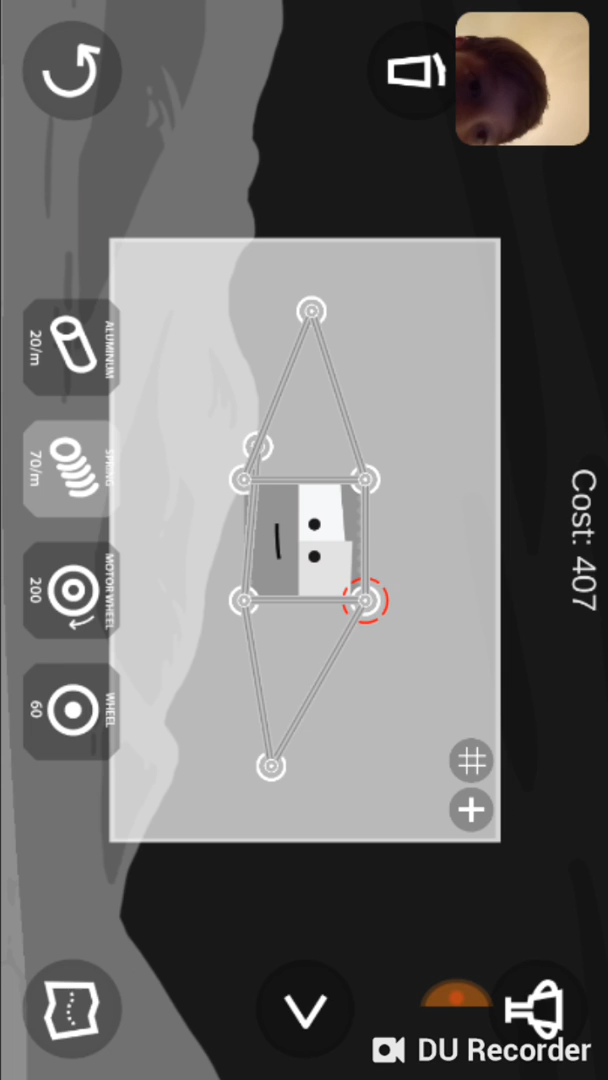 Cost: 407
ALUMINUM
20/m
SPRING
70/m
MOTOR WHEEL
200
WHEEL
60
DU Recorder